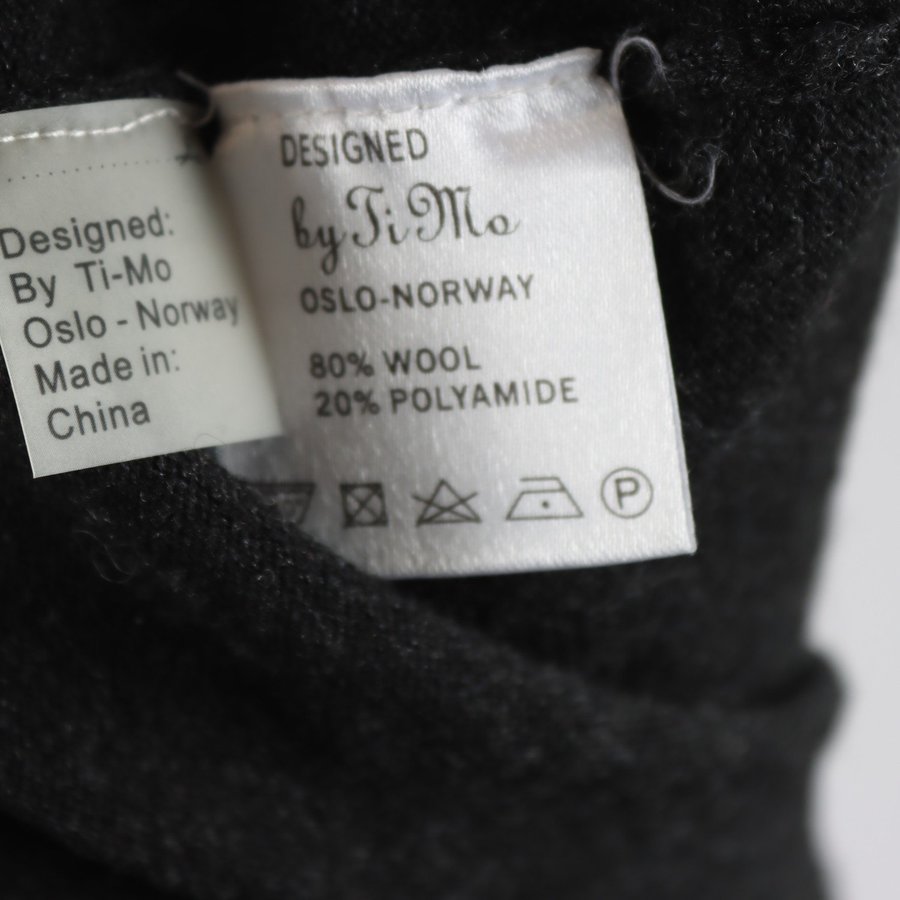 Designed:
By Ti-Mo
Oslo - Norway
Made in:
China
DESIGNED
by Ti Mo
OSLO-NORWAY
80% WOOL
20% POLYAMIDE
P